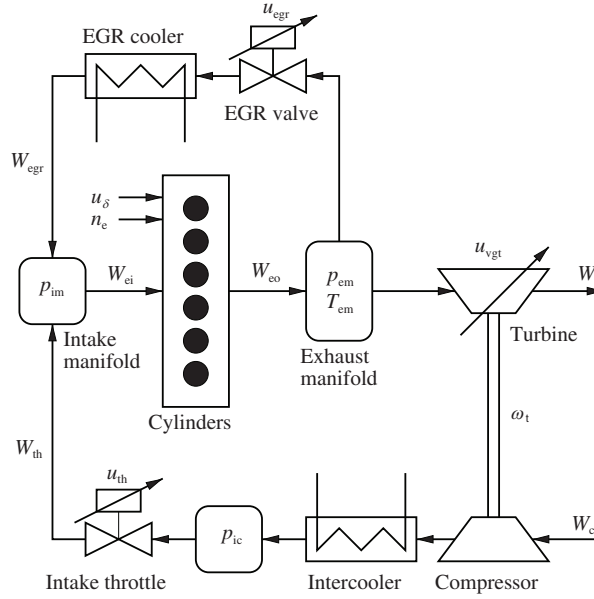 u_egr
EGR cooler
EGR valve
W_egr
u_δ
n_e
u_vgt
W_ei
W_eo
p_im
p_em
T_em
W
Intake
manifold
Exhaust
manifold
Turbine
Cylinders
ω_t
W_th
u_th
p_ic
W_c
Intake throttle
Intercooler
Compressor